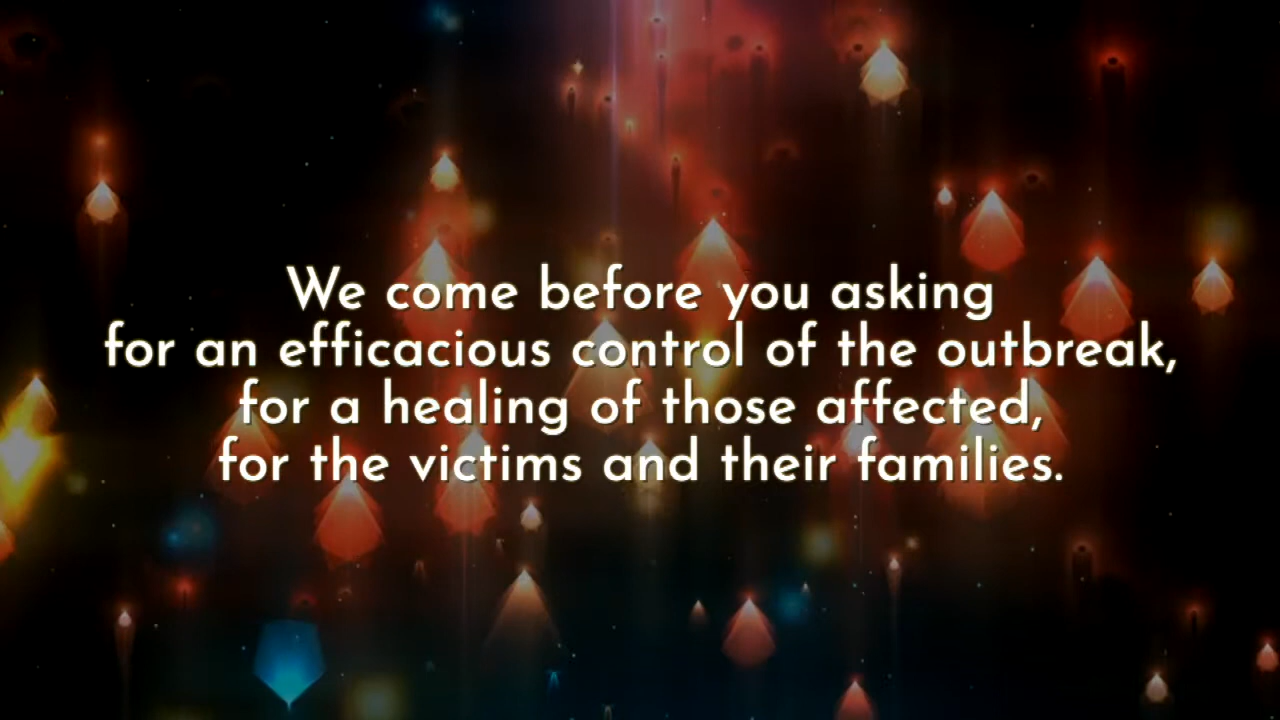 We come before you asking
for an efficacious control of the outbreak,
for a healing of those affected,
for the victims and their families.